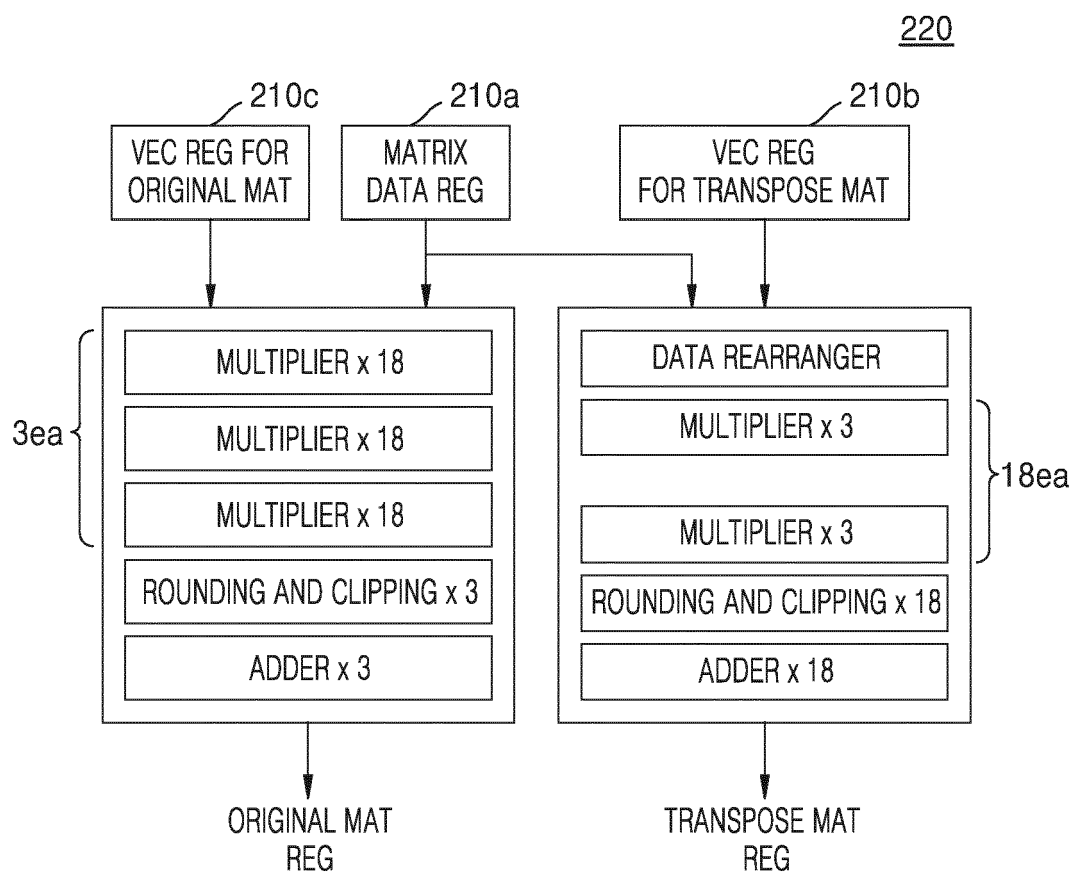 220
210c
210a
210b
VEC REG FOR
ORIGINAL MAT
MATRIX
DATA REG
VEC REG
FOR TRANSPOSE MAT
3ea
MULTIPLIER x 18
MULTIPLIER x 18
MULTIPLIER x 18
ROUNDING AND CLIPPING x 3
ADDER x 3
DATA REARRANGER
MULTIPLIER x 3
MULTIPLIER x 3
18ea
ROUNDING AND CLIPPING x 18
ADDER x 18
ORIGINAL MAT
REG
TRANSPOSE MAT
REG